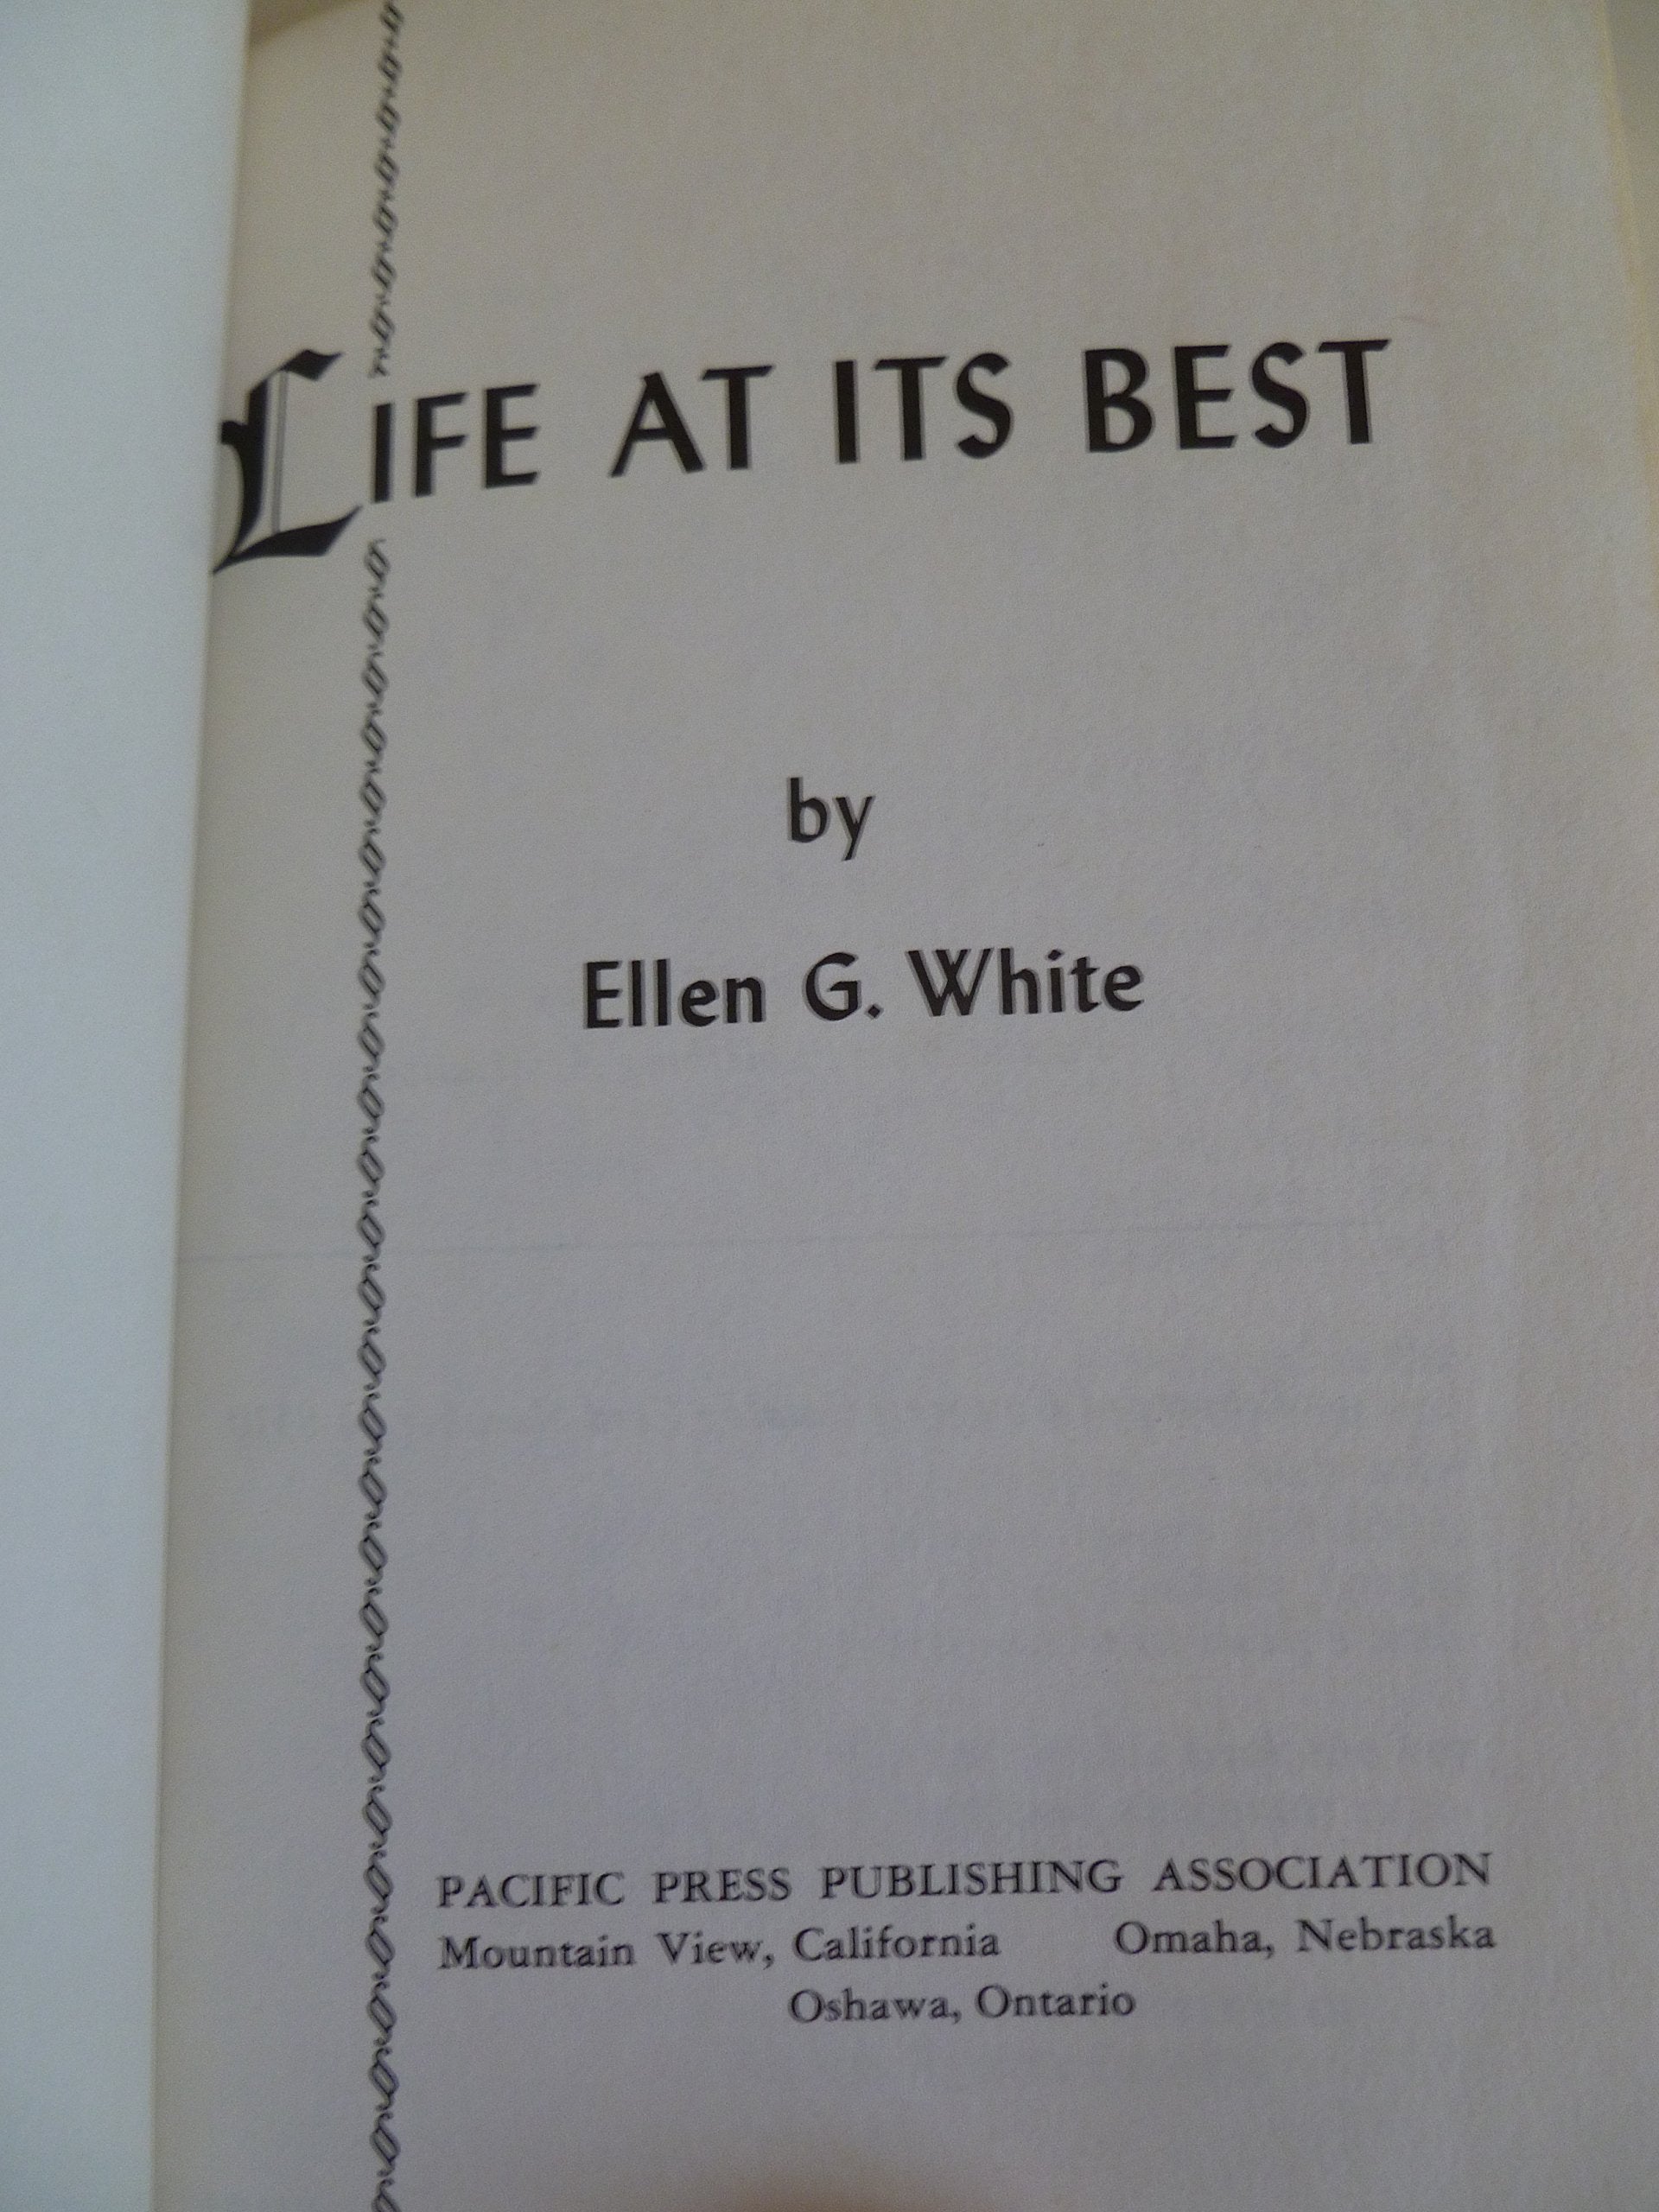 LIFE AT ITS BEST
by
Ellen G. White
PACIFIC PRESS PUBLISHING ASSOCIATION
Mountain View, California Omaha, Nebraska
Oshawa, Ontario